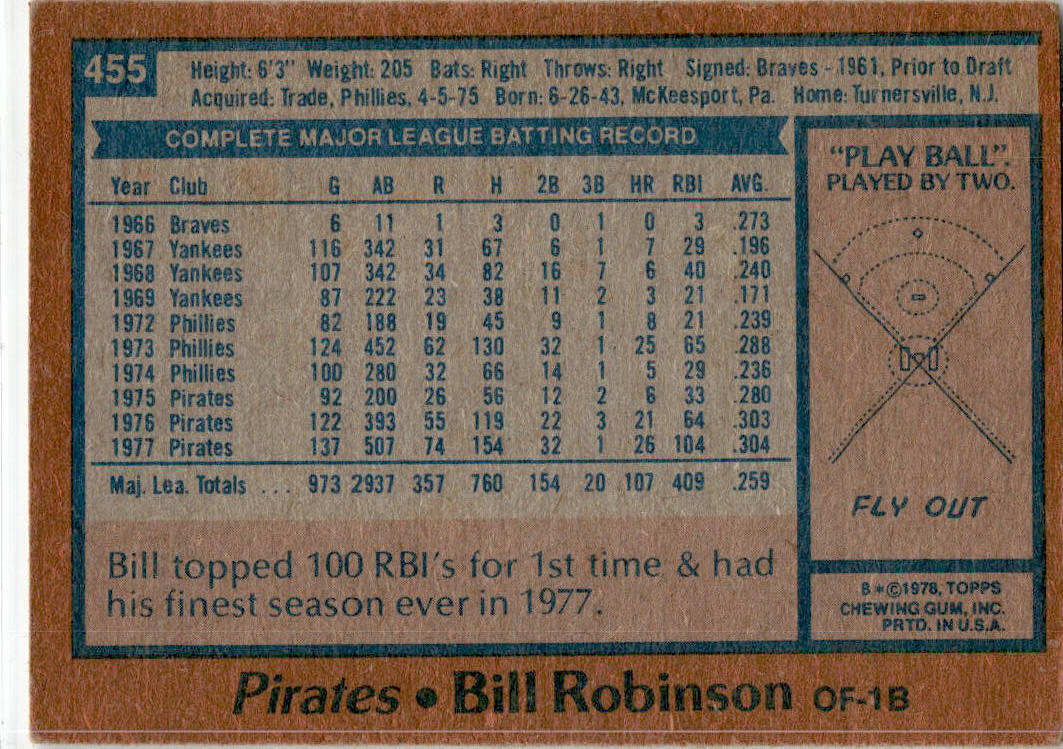 455
Height: 6'3" Weight: 205 Bats: Right Throws: Right Signed: Braves - 1961, Prior to Draft
Acquired: Trade, Phillies, 4-5-75 Born: 6-26-43, McKeesport, Pa. Home: Turnersville, N.J.
COMPLETE MAJOR LEAGUE BATTING RECORD
Year Club G AB R H 2B 3B HR RBI AVG.
1966 Braves 6 11 1 3 0 1 0 3 .273
1967 Yankees 116 342 31 67 6 1 7 29 .196
1968 Yankees 107 342 34 82 16 7 6 40 .240
1969 Yankees 87 222 23 38 11 2 3 21 .171
1972 Phillies 82 188 19 45 9 1 8 21 .239
1973 Phillies 124 452 62 130 32 1 25 65 .288
1974 Phillies 100 280 32 66 14 1 5 29 .236
1975 Pirates 92 200 26 56 12 2 6 33 .280
1976 Pirates 122 393 55 119 22 3 21 64 .303
1977 Pirates 137 507 74 154 32 1 26 104 .304
Maj. Lea. Totals ... 973 2937 357 760 154 20 107 409 .259
Bill topped 100 RBI's for 1st time & had
his finest season ever in 1977.
"PLAY BALL".
PLAYED BY TWO.
FLY OUT
B*©1978, TOPPS
CHEWING GUM, INC.
PRTD. IN U.S.A.
Pirates • Bill Robinson OF-1B